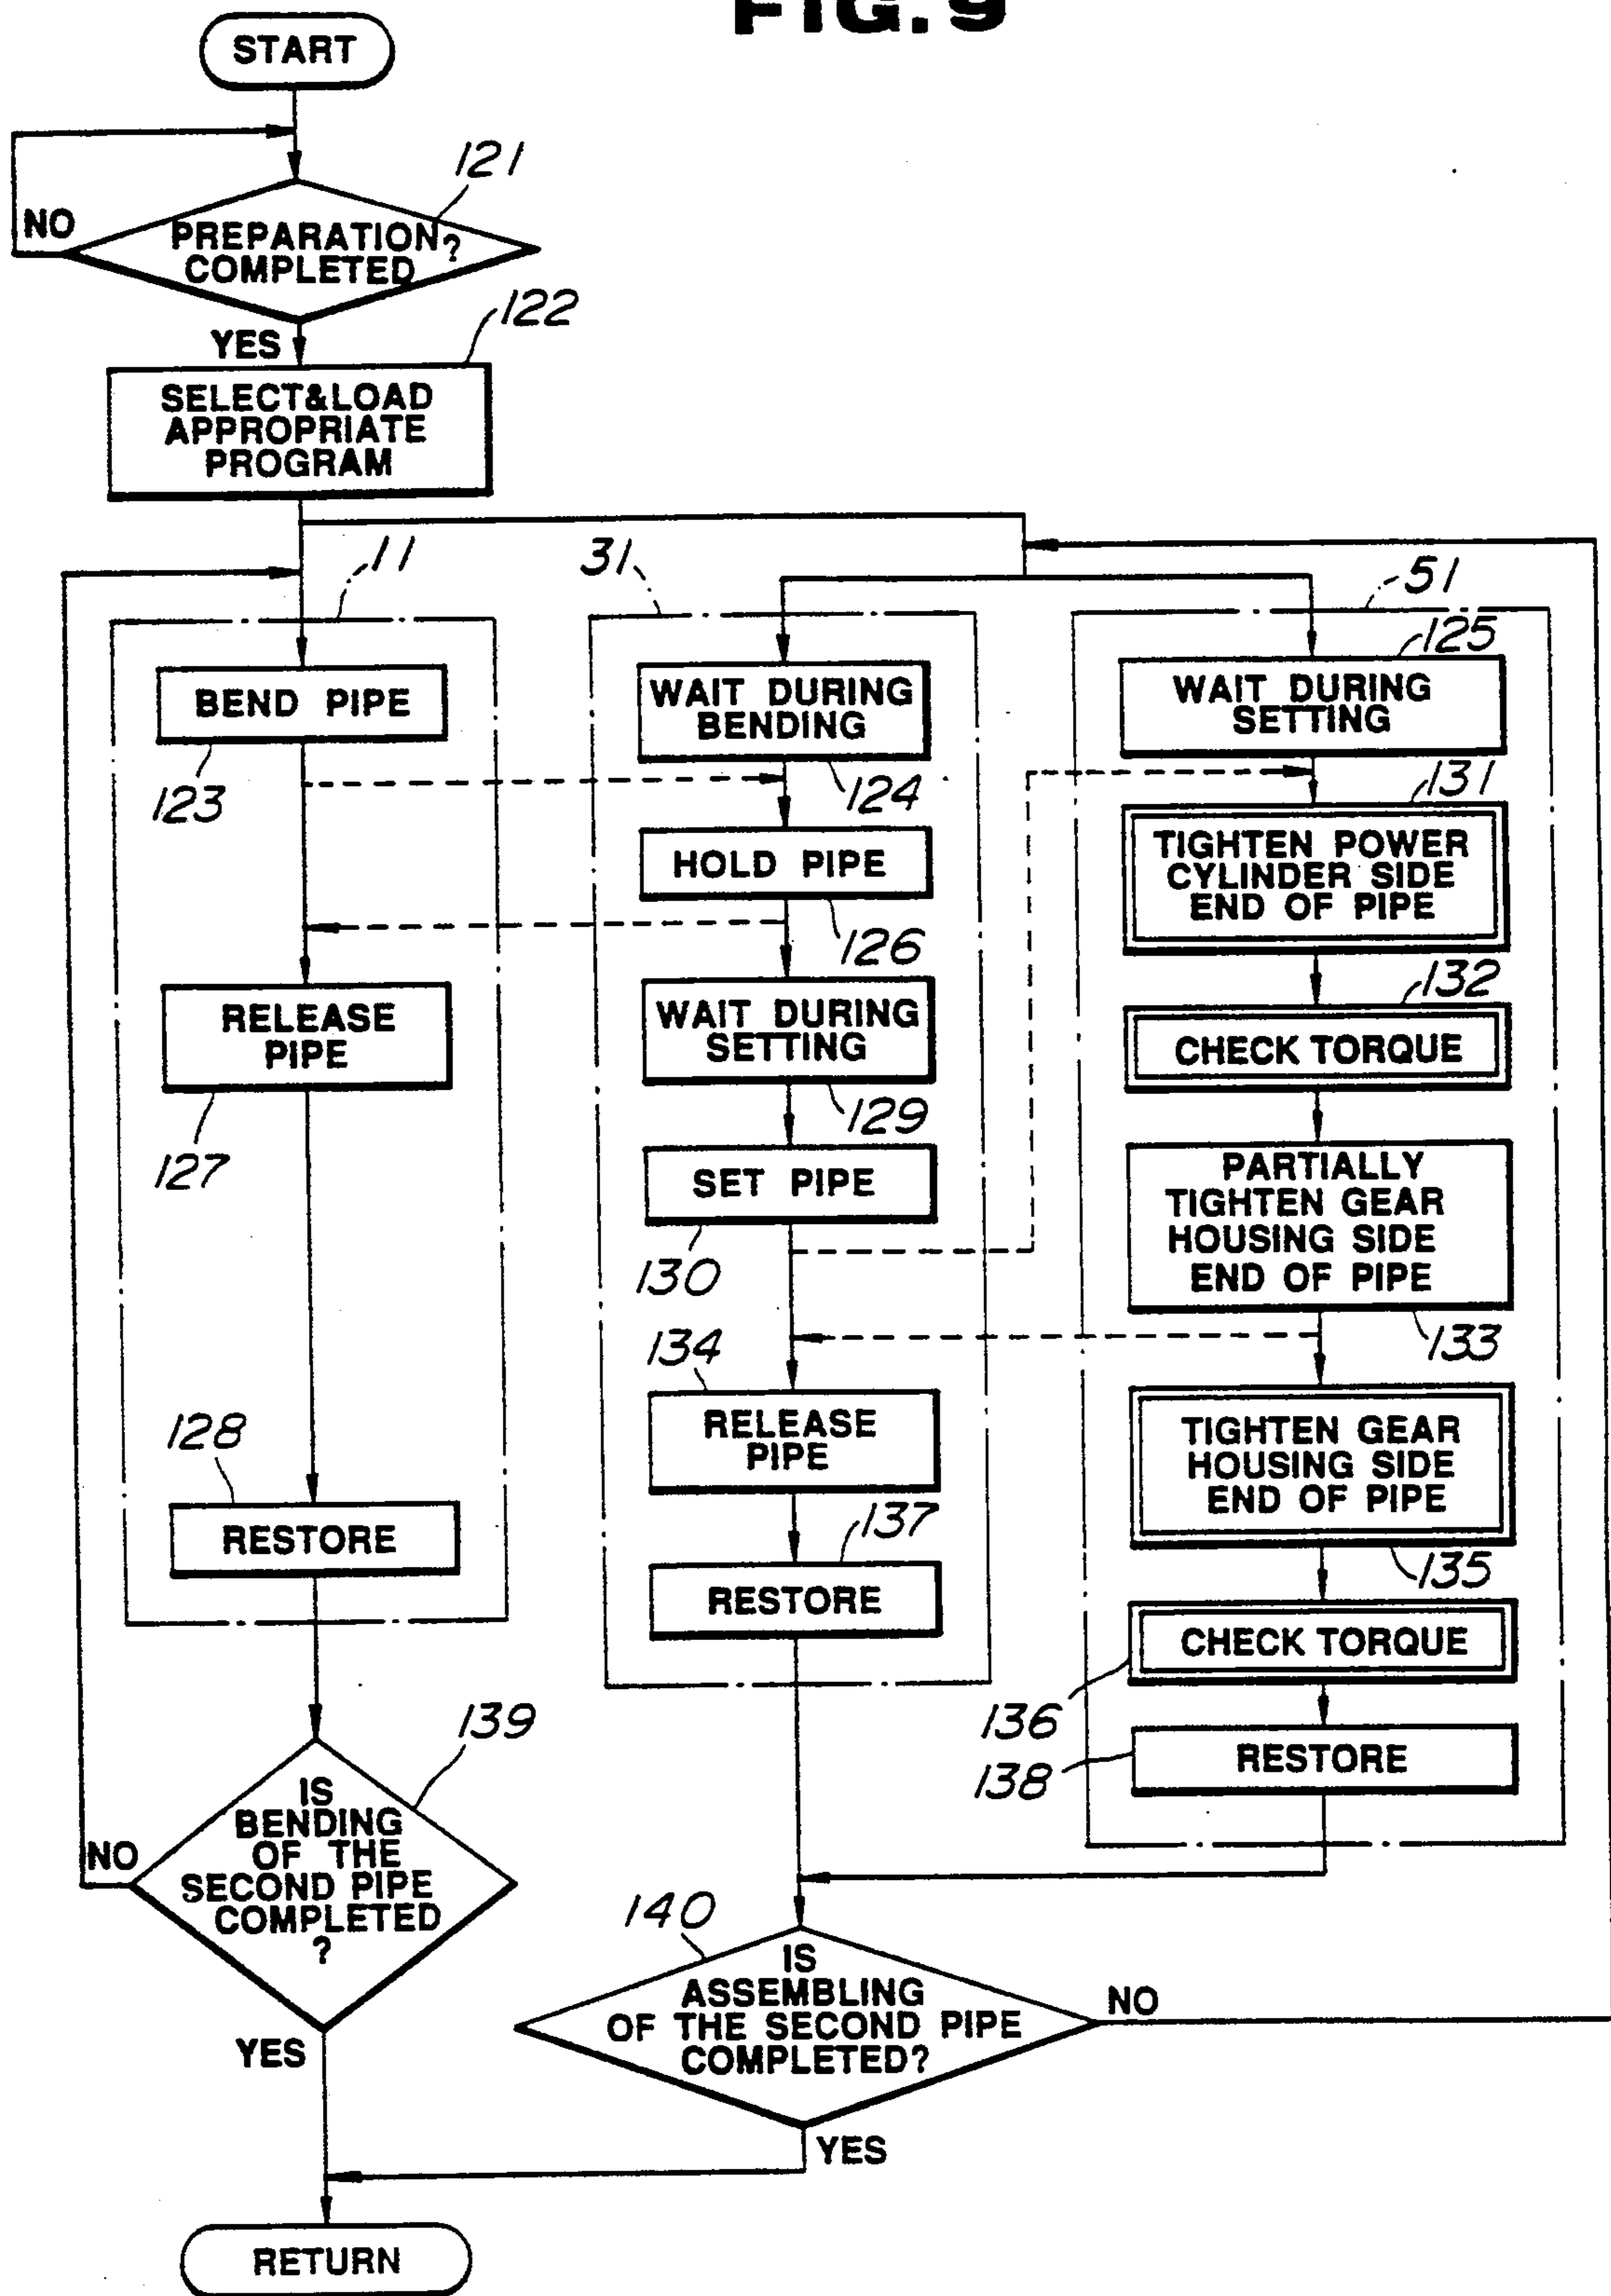 FIG. 9
START
121
NO
PREPARATION
COMPLETED?
YES
122
SELECT&LOAD
APPROPRIATE
PROGRAM
11
BEND PIPE
123
RELEASE
PIPE
127
128
RESTORE
139
IS
BENDING
OF THE
SECOND PIPE
COMPLETED
?
NO
YES
31
WAIT DURING
BENDING
124
HOLD PIPE
126
WAIT DURING
SETTING
129
SET PIPE
130
134
RELEASE
PIPE
137
RESTORE
51
125
WAIT DURING
SETTING
131
TIGHTEN POWER
CYLINDER SIDE
END OF PIPE
132
CHECK TORQUE
PARTIALLY
TIGHTEN GEAR
HOUSING SIDE
END OF PIPE
133
TIGHTEN GEAR
HOUSING SIDE
END OF PIPE
135
CHECK TORQUE
136
RESTORE
138
140
IS
ASSEMBLING
OF THE SECOND PIPE
COMPLETED?
NO
YES
RETURN